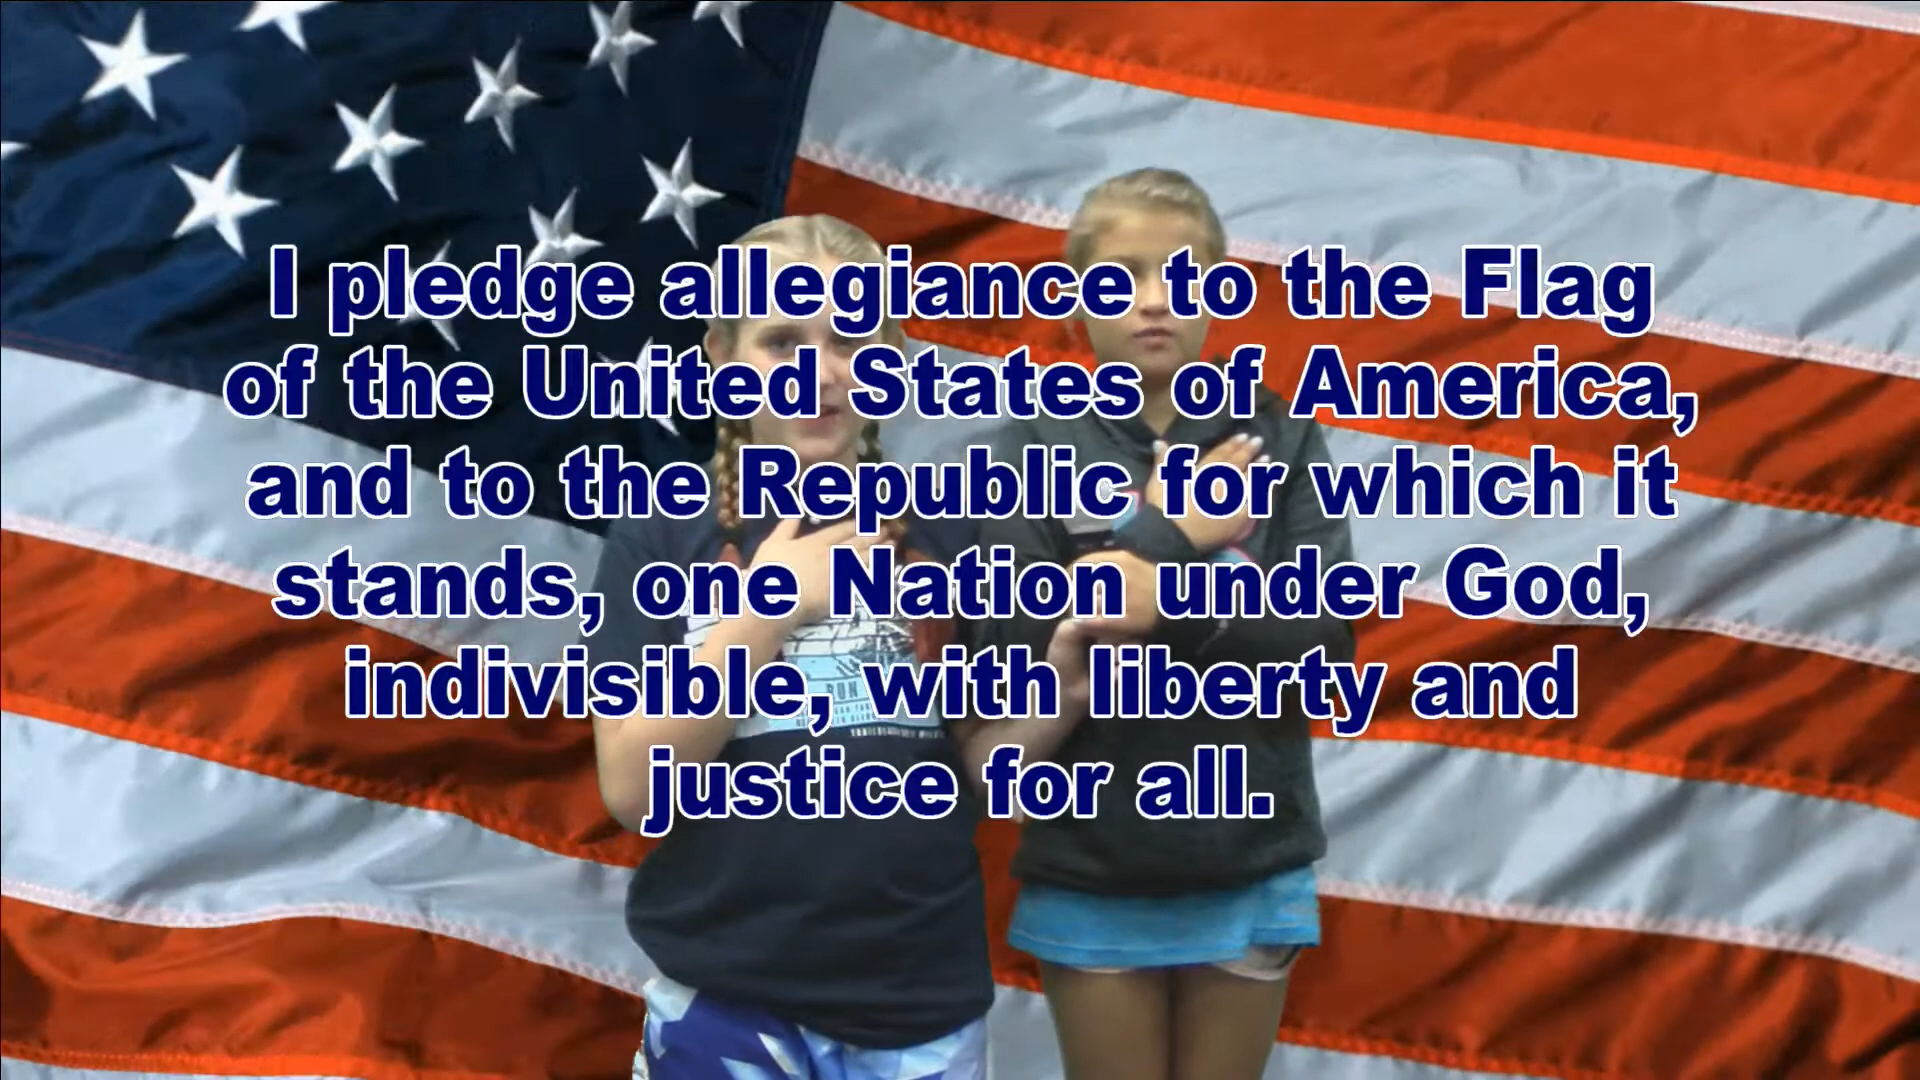 I pledge allegiance to the Flag
of the United States of America,
and to the Republic for which it
stands, one Nation under God,
indivisible, with liberty and
justice for all.
RUN